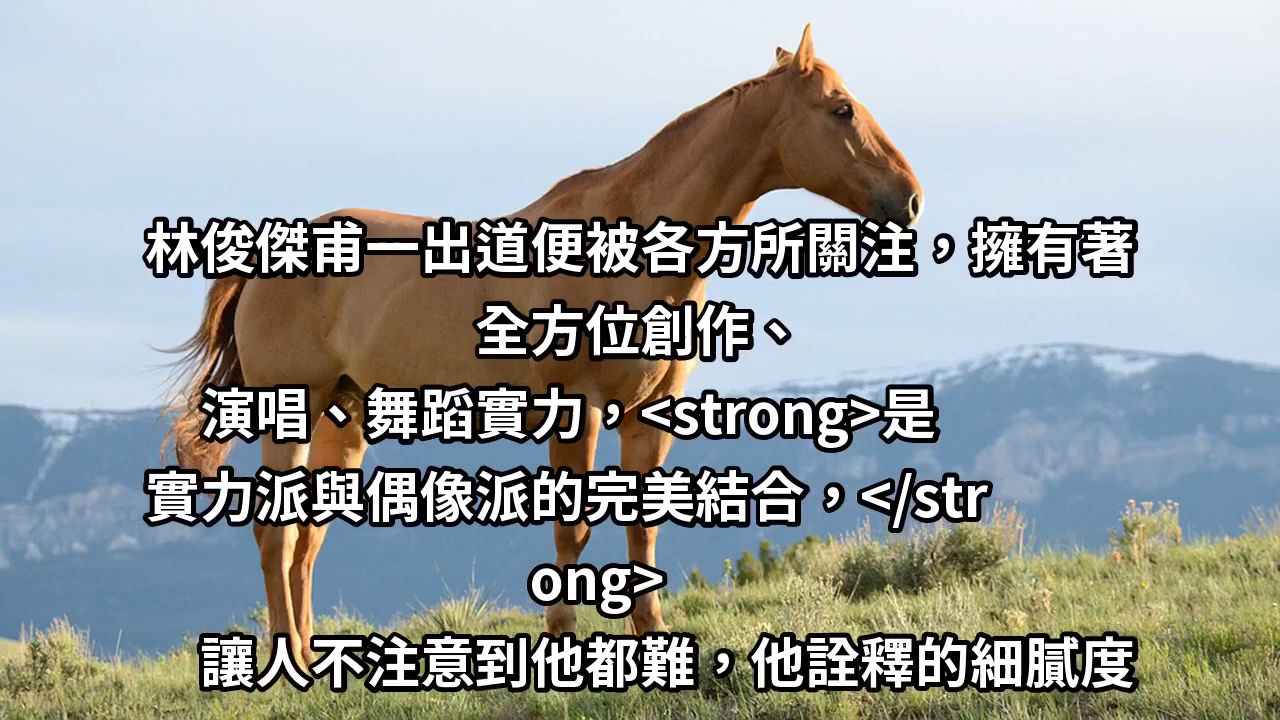 林俊傑甫一出道便被各方所關注，擁有著
全方位創作、
演唱、舞蹈實力，<strong>是
實力派與偶像派的完美結合，</str
ong>
讓人不注意到他都難，他詮釋的細膩度